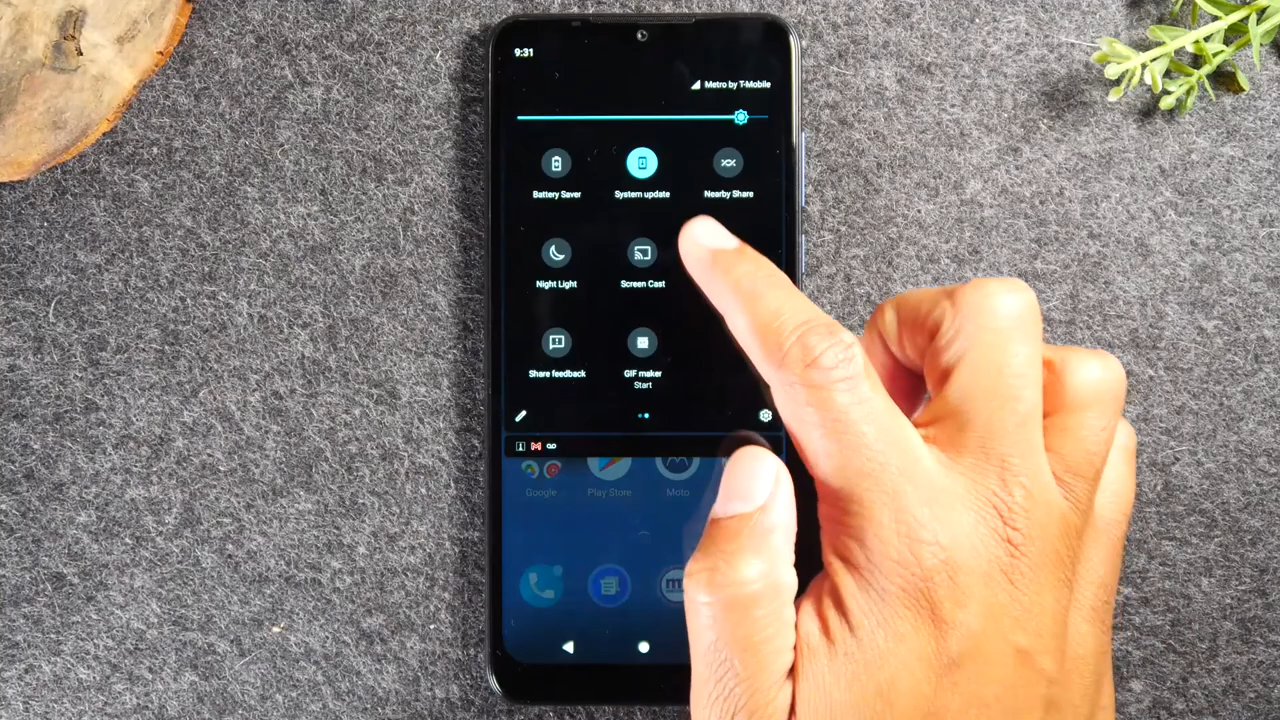 9:31
Metro by T-Mobile
Battery Saver
System update
Nearby Share
Night Light
Screen Cast
Share feedback
GIF maker
Start
Google
Play Store
Moto
m